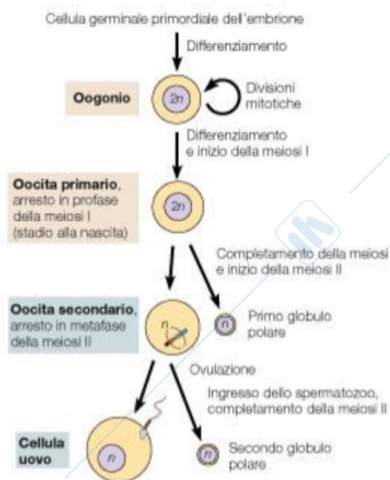 Cellula germinale primordiale dell'embrione
Differenziamento
Oogonio
2n
Divisioni
mitotiche
Differenziamento
e inizio della meiosi I
Oocita primario,
arresto in profase
della meiosi I
(stadio alla nascita)
2n
Completamento della meiosi
e inizio della meiosi II
Oocita secondario,
arresto in metafase
della meiosi II
n
n
Primo globulo
polare
Ovulazione
Ingresso dello spermatozoo,
completamento della meiosi II
Cellula
uovo
n
n
Secondo globulo
polare